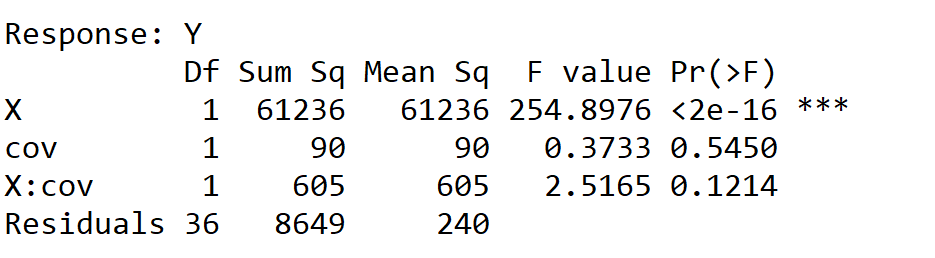 Response: Y
Df Sum Sq Mean Sq F value Pr(>F)
X 1 61236 61236 254.8976 <2e-16 ***
cov 1 90 90 0.3733 0.5450
X:cov 1 605 605 2.5165 0.1214
Residuals 36 8649 240